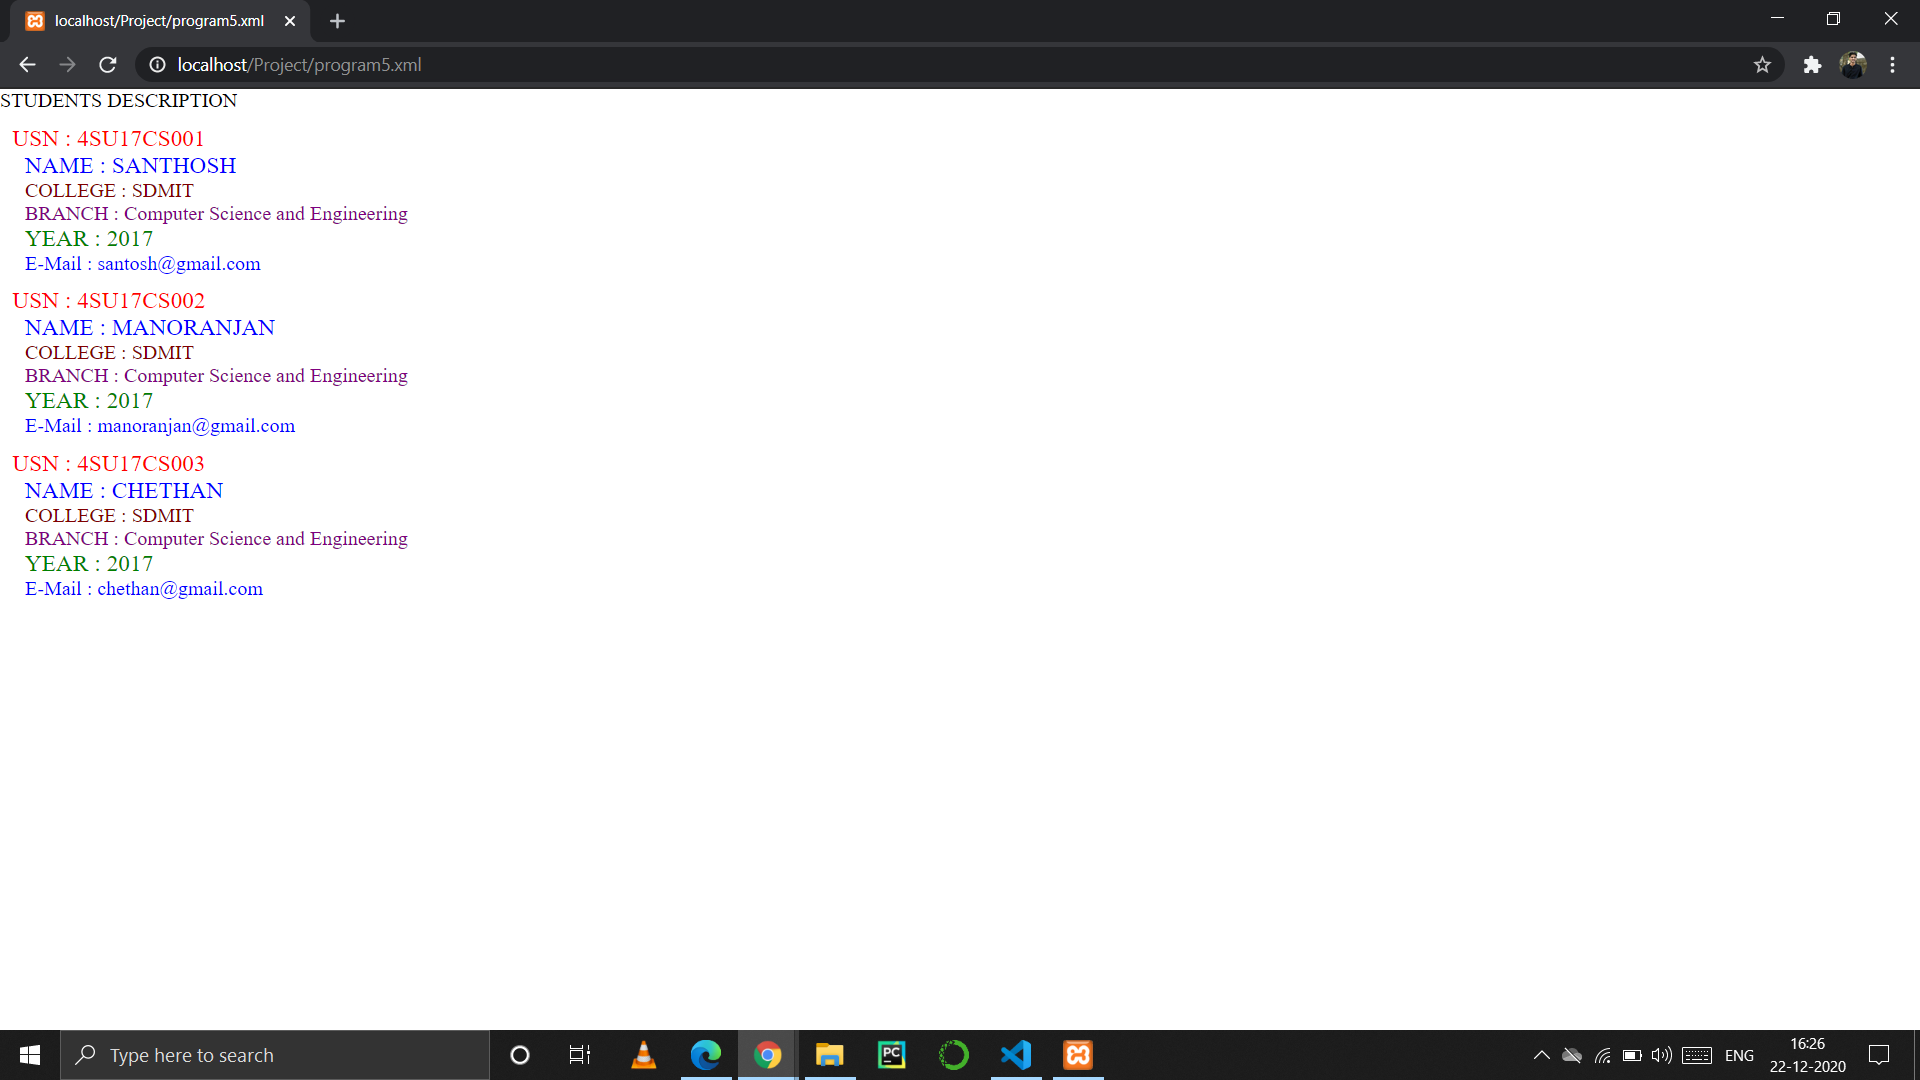 localhost/Project/program5.xml
localhost/Project/program5.xml
STUDENTS DESCRIPTION
USN : 4SU17CS001
NAME : SANTHOSH
COLLEGE : SDMIT
BRANCH : Computer Science and Engineering
YEAR : 2017
E-Mail : santosh@gmail.com
USN : 4SU17CS002
NAME : MANORANJAN
COLLEGE : SDMIT
BRANCH : Computer Science and Engineering
YEAR : 2017
E-Mail : manoranjan@gmail.com
USN : 4SU17CS003
NAME : CHETHAN
COLLEGE : SDMIT
BRANCH : Computer Science and Engineering
YEAR : 2017
E-Mail : chethan@gmail.com
Type here to search
PC
ENG
16:26
22-12-2020